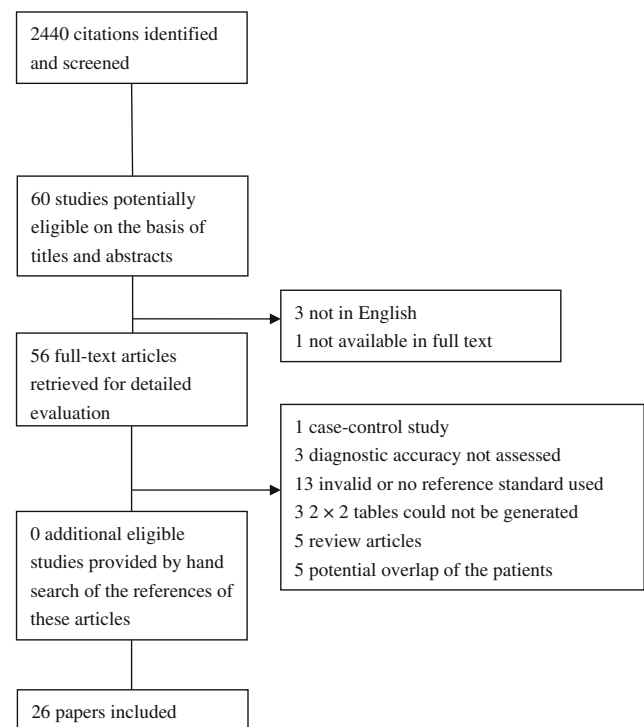 2440 citations identified
and screened
60 studies potentially
eligible on the basis of
titles and abstracts
3 not in English
1 not available in full text
56 full-text articles
retrieved for detailed
evaluation
1 case-control study
3 diagnostic accuracy not assessed
13 invalid or no reference standard used
3 2 × 2 tables could not be generated
5 review articles
5 potential overlap of the patients
0 additional eligible
studies provided by hand
search of the references of
these articles
26 papers included